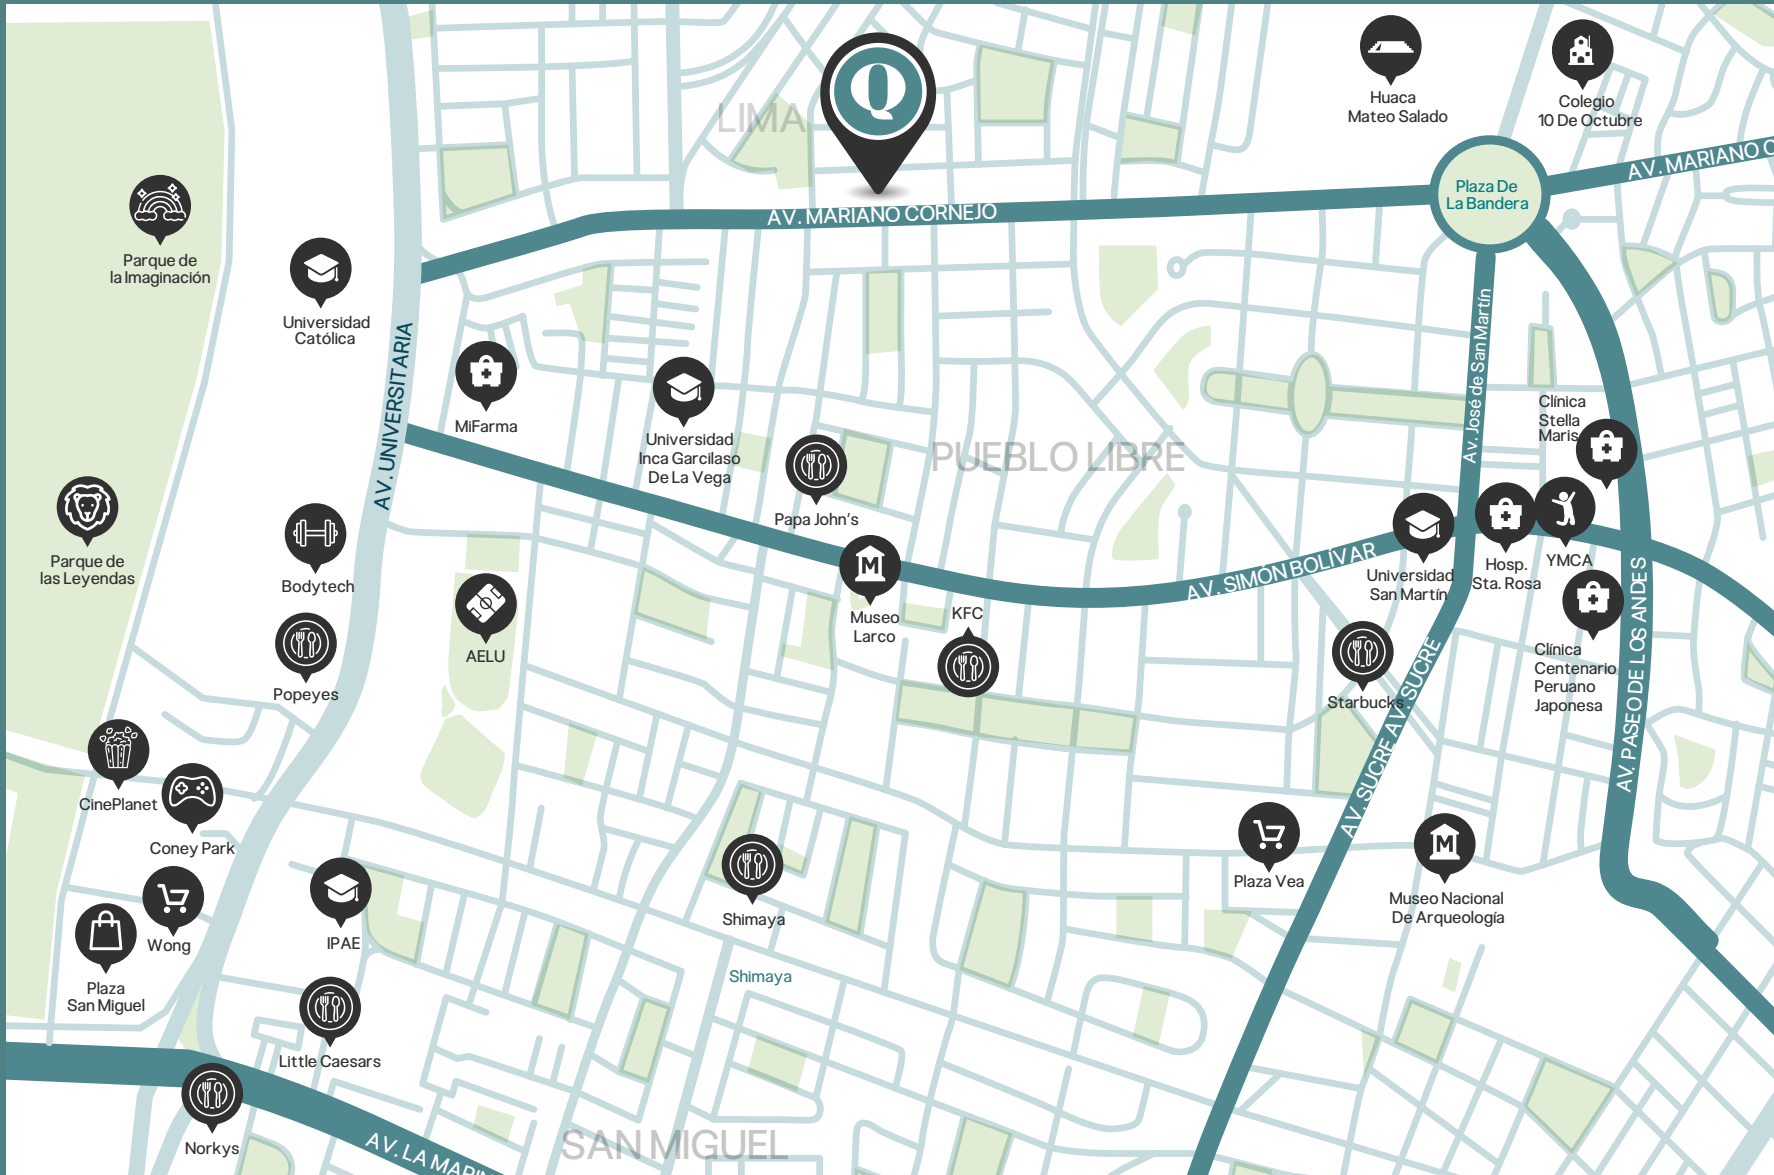 Huaca
Mateo Salado
Colegio
10 De Octubre
LIMA
Q
AV. MARIANO C
Plaza De
La Bandera
AV. MARIANO CORNEJO
Parque de
la Imaginación
Universidad
Católica
AV. UNIVERSITARIA
MiFarma
Universidad
Inca Garcilaso
De La Vega
PUEBLO LIBRE
Papa John's
Av. José de San Martín
Clínica
Stella
Maris
Parque de
las Leyendas
Bodytech
M
Museo
Larco
KFC
AV. SIMÓN BOLÍVAR
Universidad
San Martín
Hosp.
Sta. Rosa
YMCA
AV. PASEO DE LOS ANDES
Clínica
Centenario
Peruano
Japonesa
AELU
Popeyes
Starbucks
AV. SUCRE AV. SUCRE
CinePlanet
Coney Park
Plaza Vea
M
Museo Nacional
De Arqueología
Wong
IPAE
Shimaya
Shimaya
Plaza
San Miguel
Little Caesars
Norkys
AV. LA MARIN
SAN MIGUEL